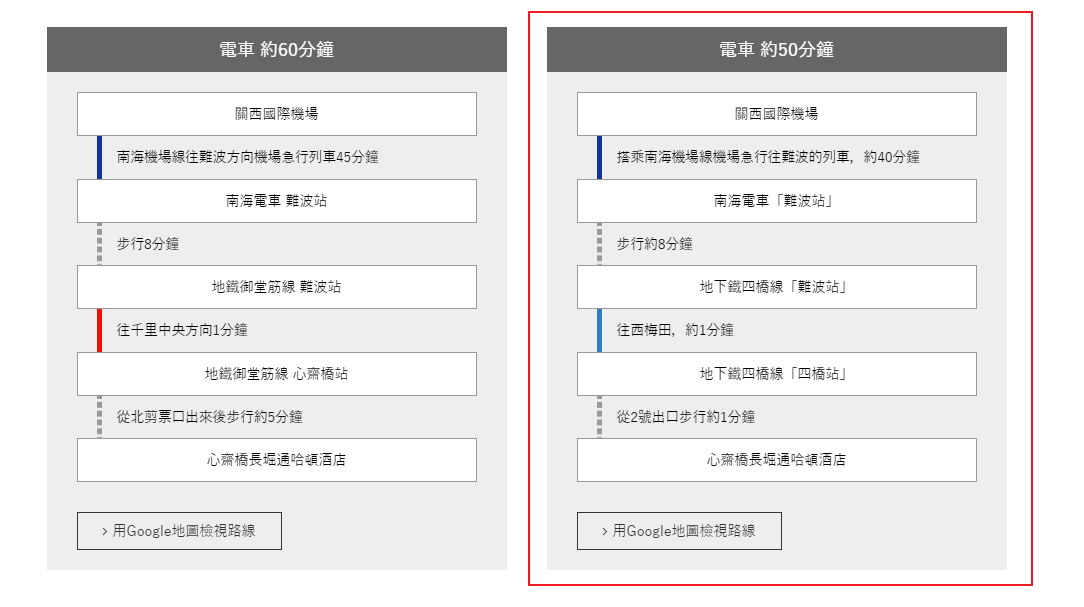 電車 約60分鐘
關西國際機場
南海機場線往難波方向機場急行列車45分鐘
南海電車 難波站
步行8分鐘
地鐵御堂筋線 難波站
往千里中央方向1分鐘
地鐵御堂筋線 心齋橋站
從北剪票口出來後步行約5分鐘
心齋橋長堀通哈頓酒店
> 用Google地圖檢視路線
電車 約50分鐘
關西國際機場
搭乘南海機場線機場急行往難波的列車，約40分鐘
南海電車「難波站」
步行約8分鐘
地下鐵四橋線「難波站」
往西梅田，約1分鐘
地下鐵四橋線「四橋站」
從2號出口步行約1分鐘
心齋橋長堀通哈頓酒店
> 用Google地圖檢視路線